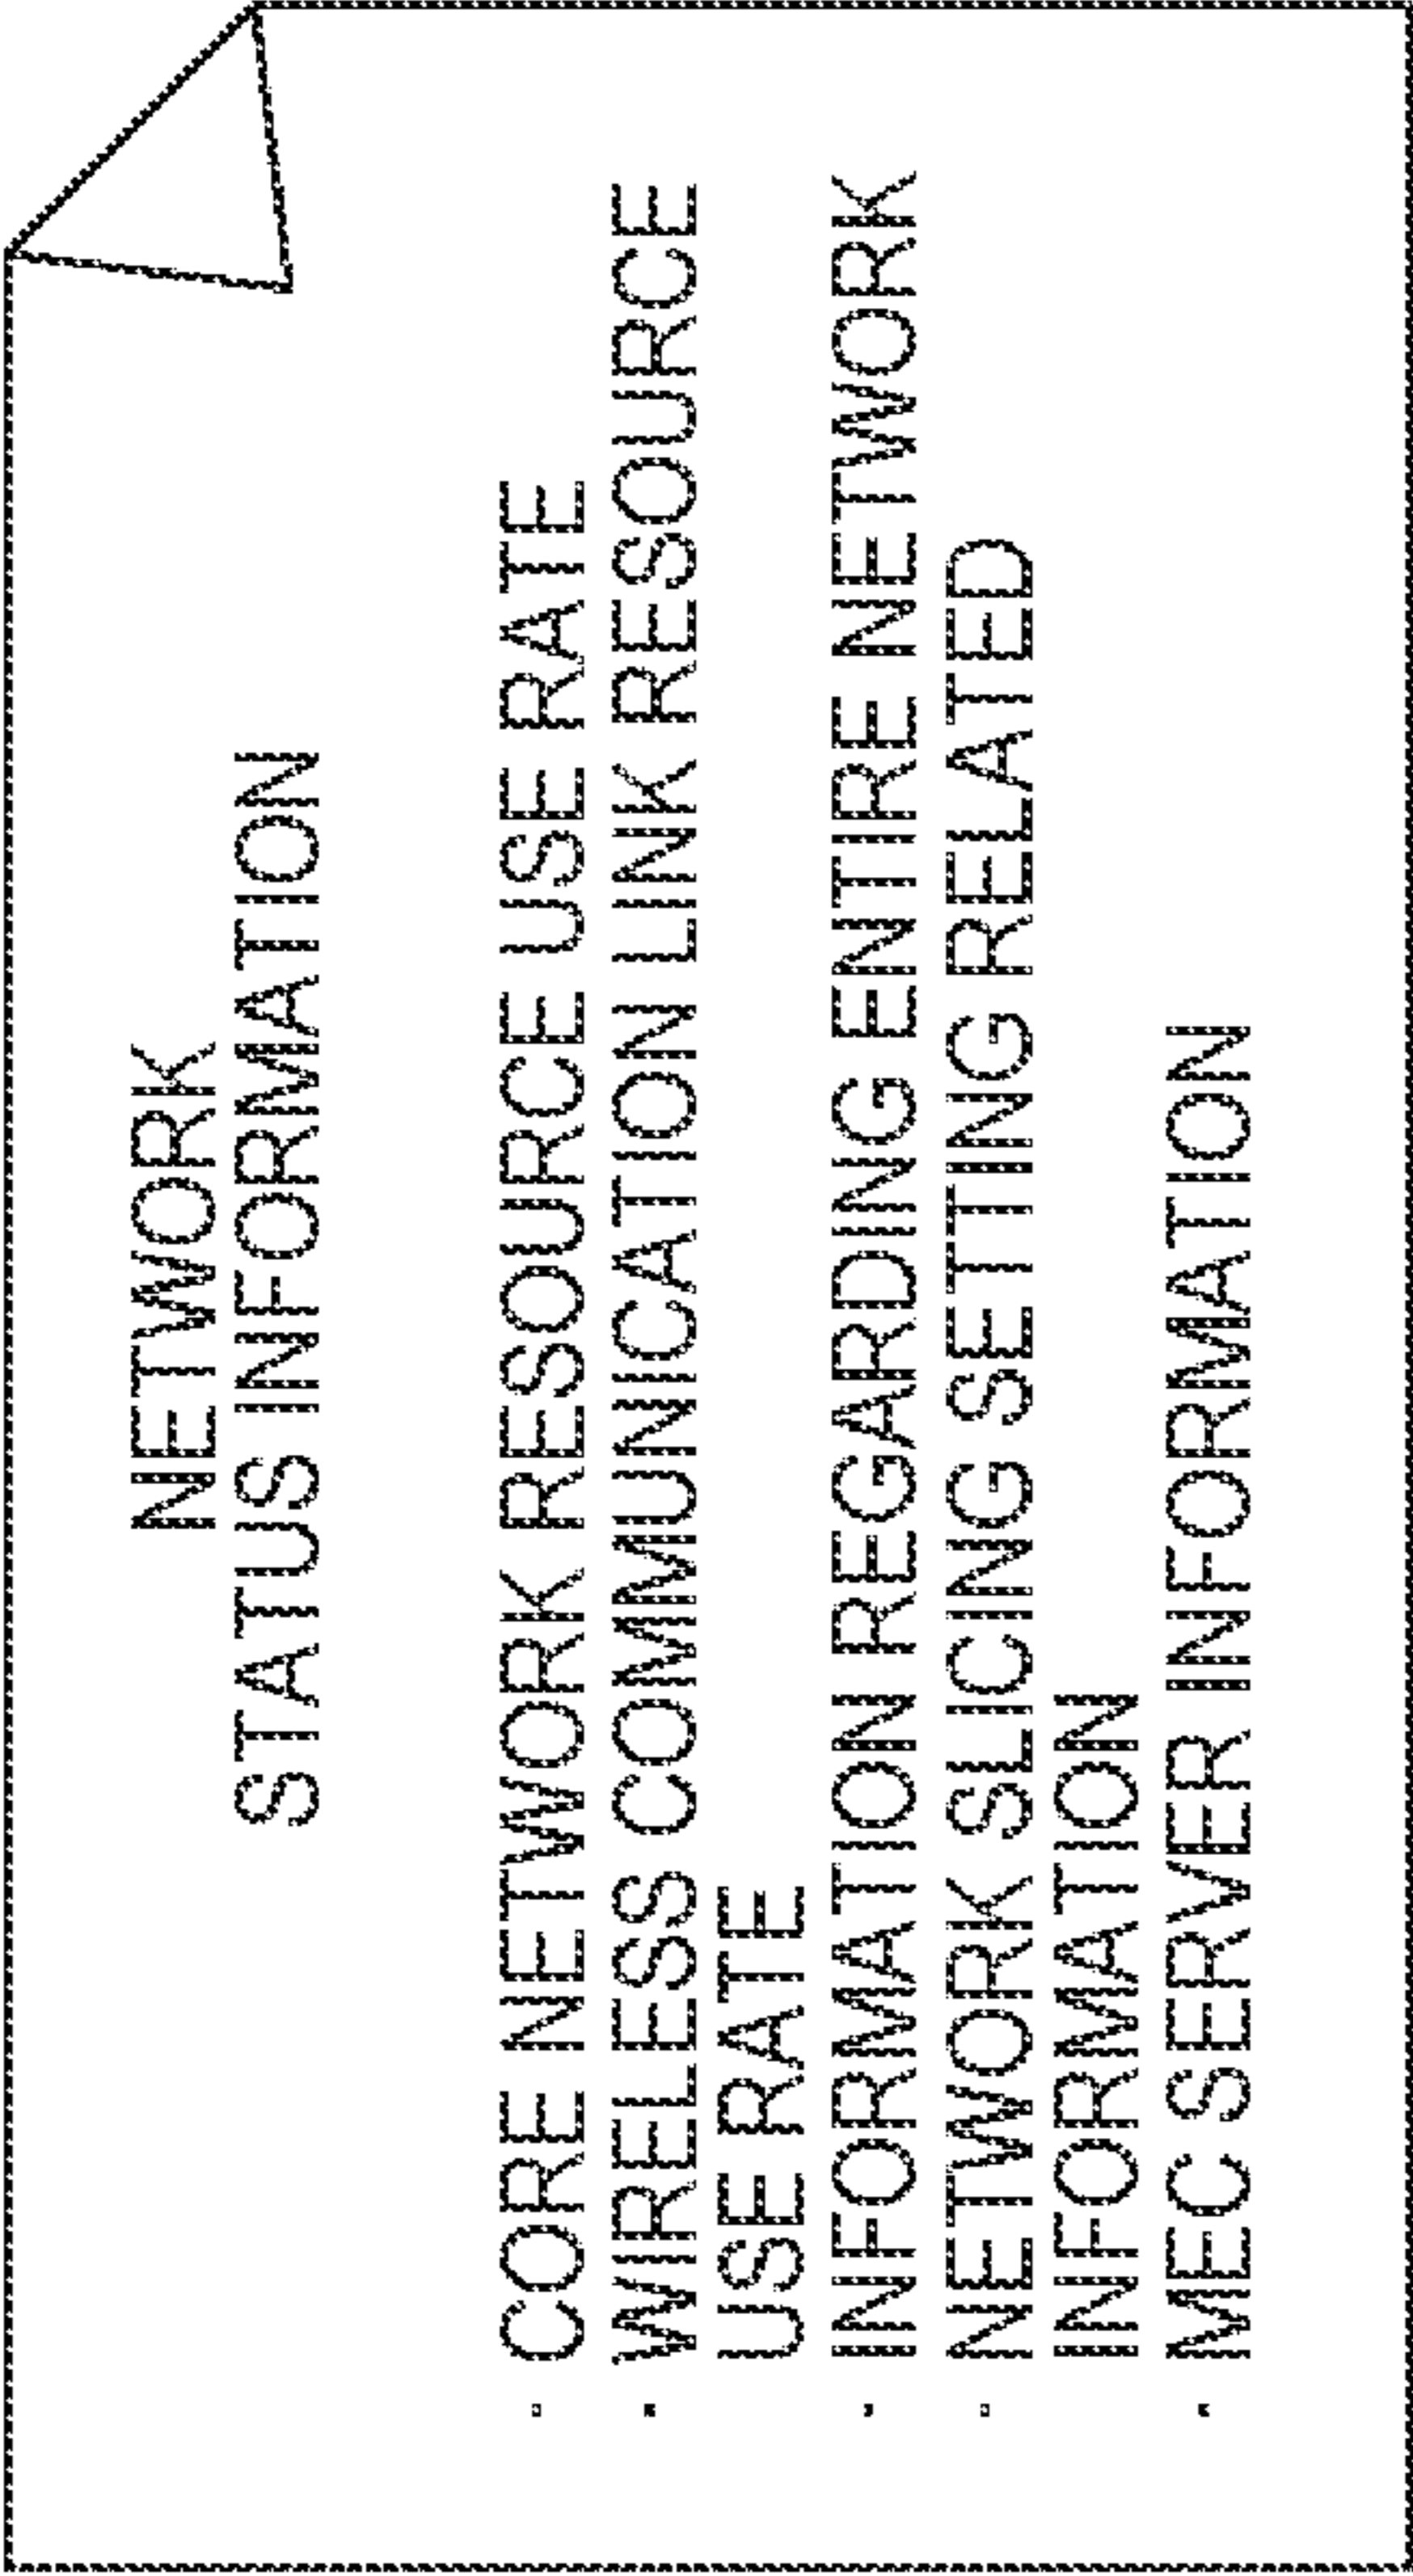 NETWORK
STATUS INFORMATION
· CORE NETWORK RESOURCE USE RATE
· WIRELESS COMMUNICATION LINK RESOURCE
USE RATE
· INFORMATION REGARDING ENTIRE NETWORK
· NETWORK SLICING SETTING RELATED
INFORMATION
· MEC SERVER INFORMATION